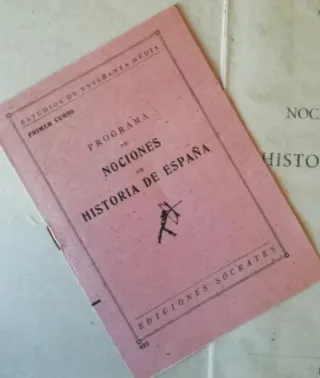 ESTUDIOS DE ENSEÑANZA MEDIA
PRIMER CURSO
PROGRAMA
DE
NOCIONES
DE
HISTORIA DE ESPAÑA
EDICIONES SÓCRATES
NOC
HISTO